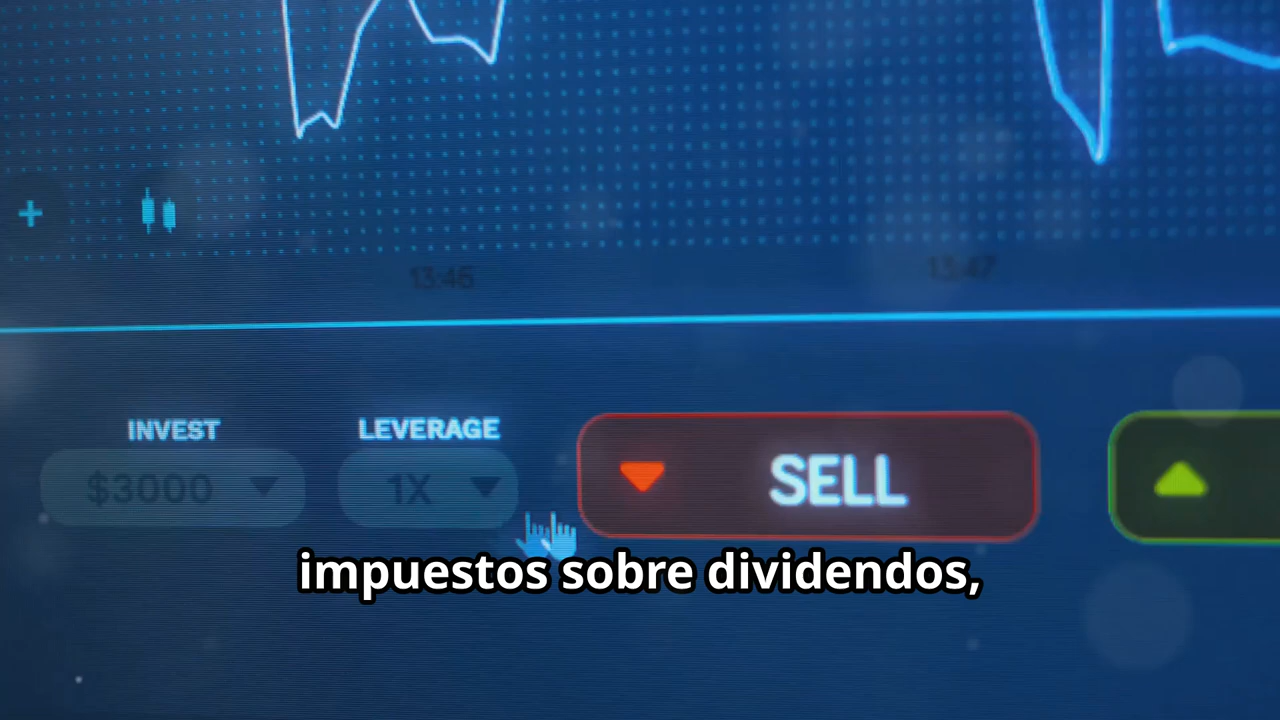 13:46
13:47
INVEST
LEVERAGE
$3000
1X
SELL
impuestos sobre dividendos,